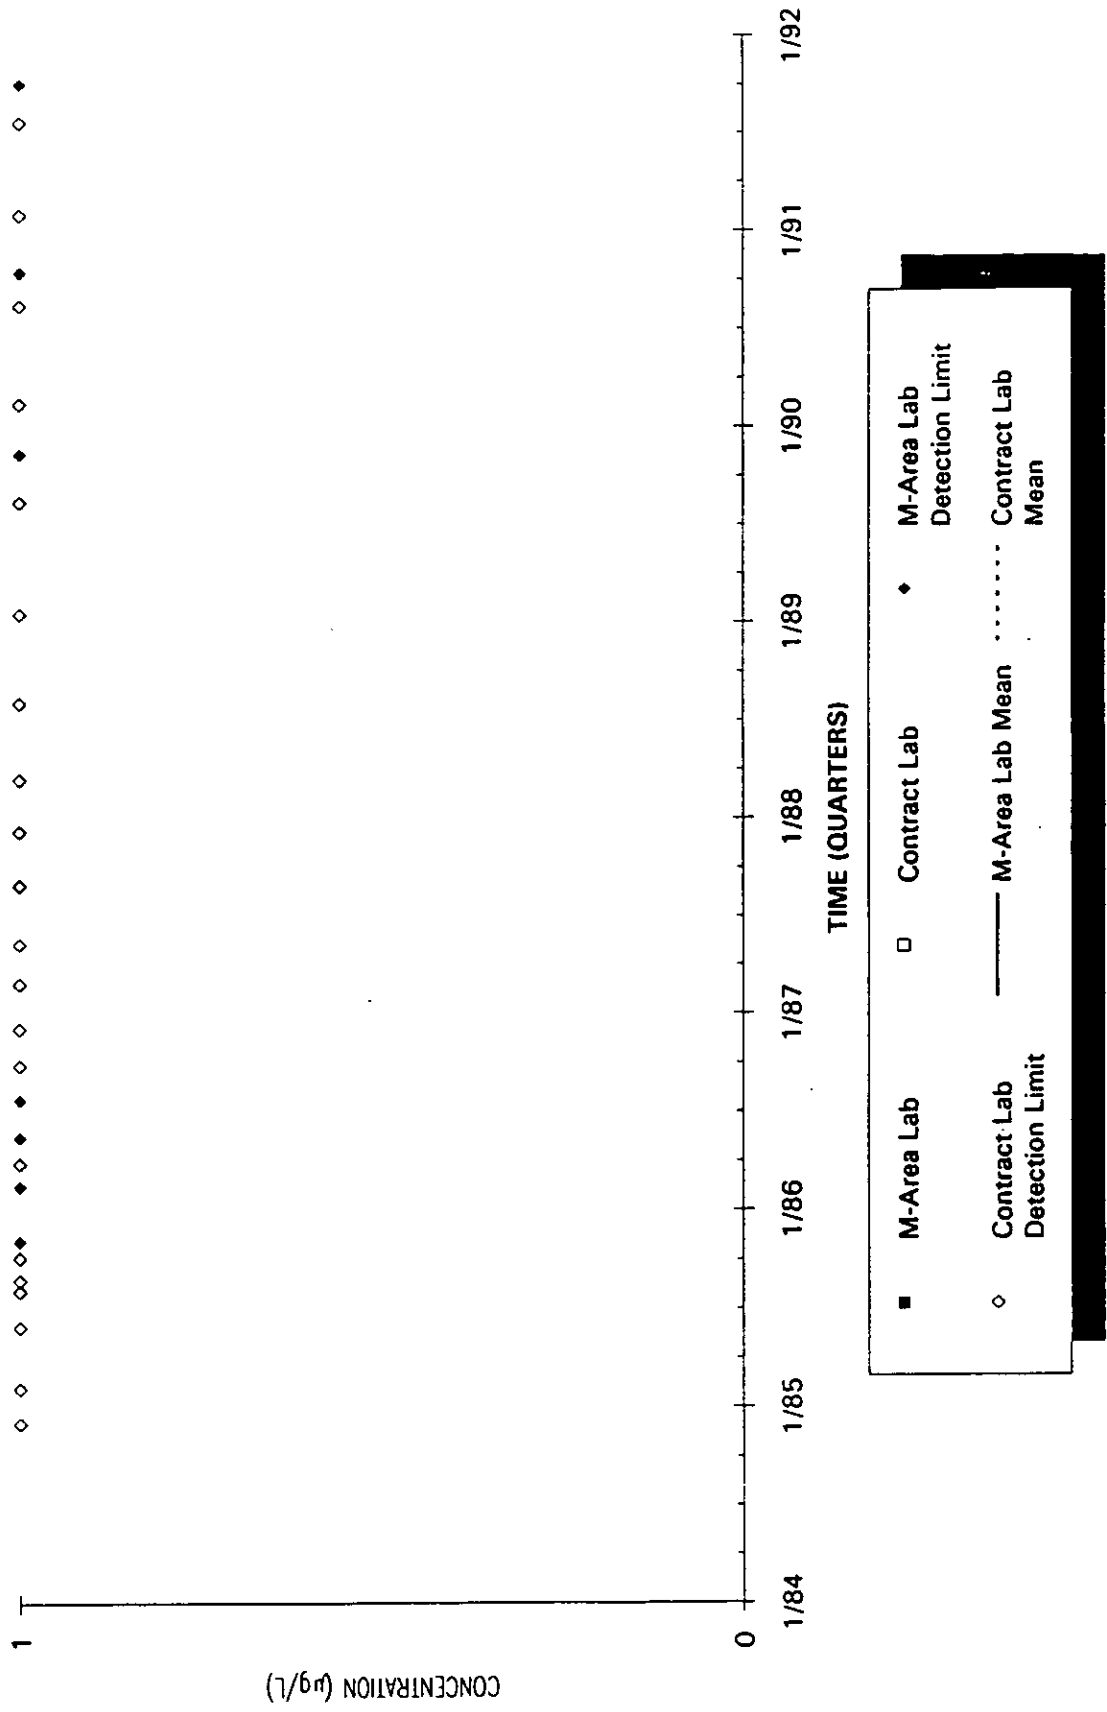 CONCENTRATION (µg/L)
1
0
1/84
1/85
1/86
1/87
1/88
1/89
1/90
1/91
1/92
TIME (QUARTERS)
M-Area Lab
Contract Lab
M-Area Lab
Detection Limit
Contract Lab
Detection Limit
M-Area Lab Mean
Contract Lab
Mean